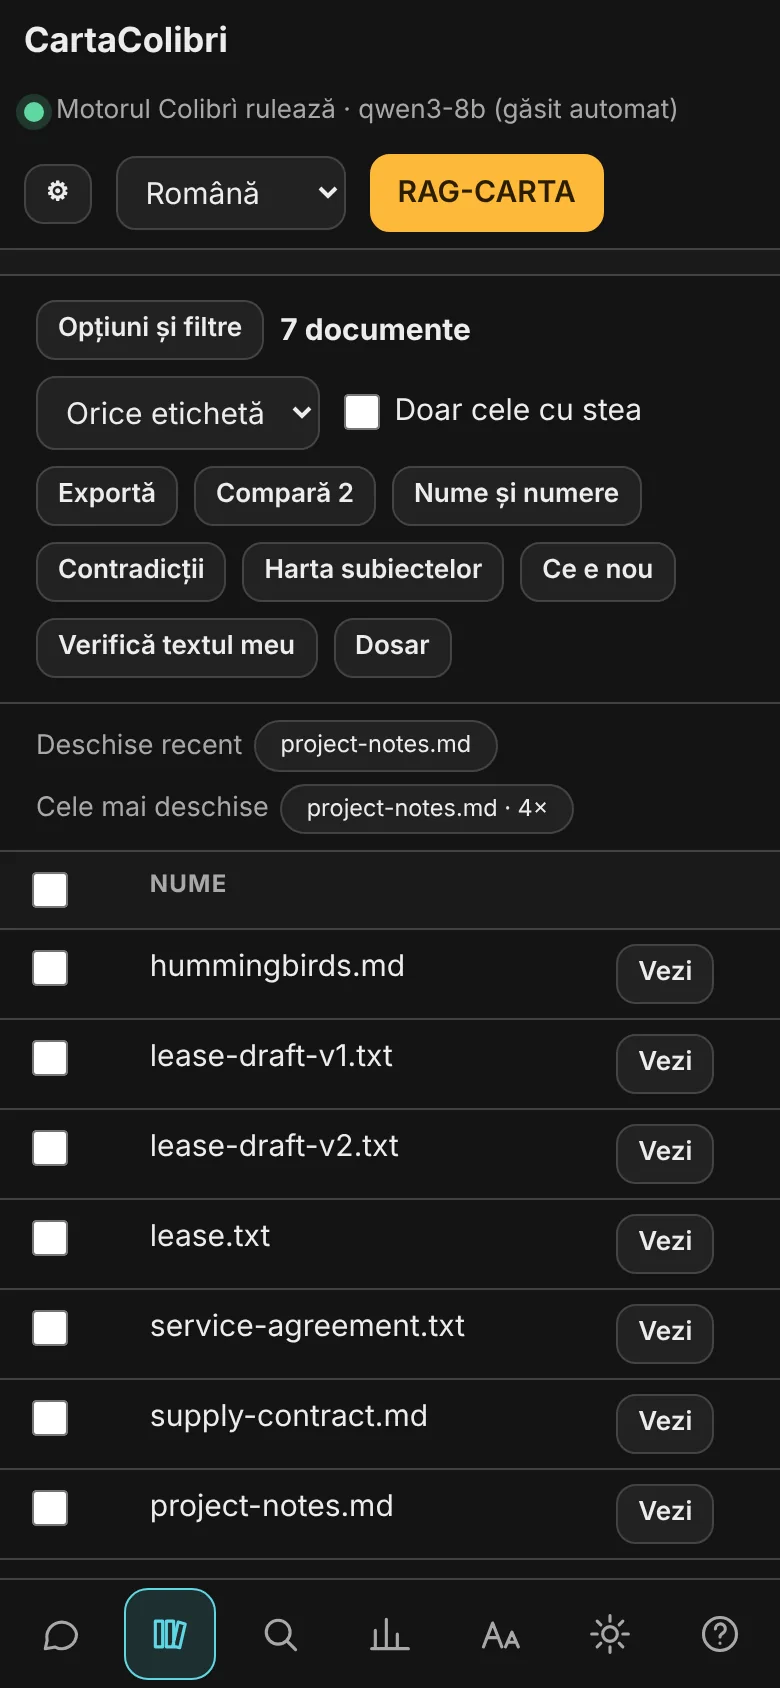 CartaColibri
Motorul Colibrì rulează · qwen3-8b (găsit automat)
Română
RAG-CARTA
Opțiuni și filtre
7 documente
Orice etichetă
Doar cele cu stea
Exportă
Compară 2
Nume și numere
Contradicții
Harta subiectelor
Ce e nou
Verifică textul meu
Dosar
Deschise recent
project-notes.md
Cele mai deschise
project-notes.md · 4×
NUME
hummingbirds.md
Vezi
lease-draft-v1.txt
Vezi
lease-draft-v2.txt
Vezi
lease.txt
Vezi
service-agreement.txt
Vezi
supply-contract.md
Vezi
project-notes.md
Vezi